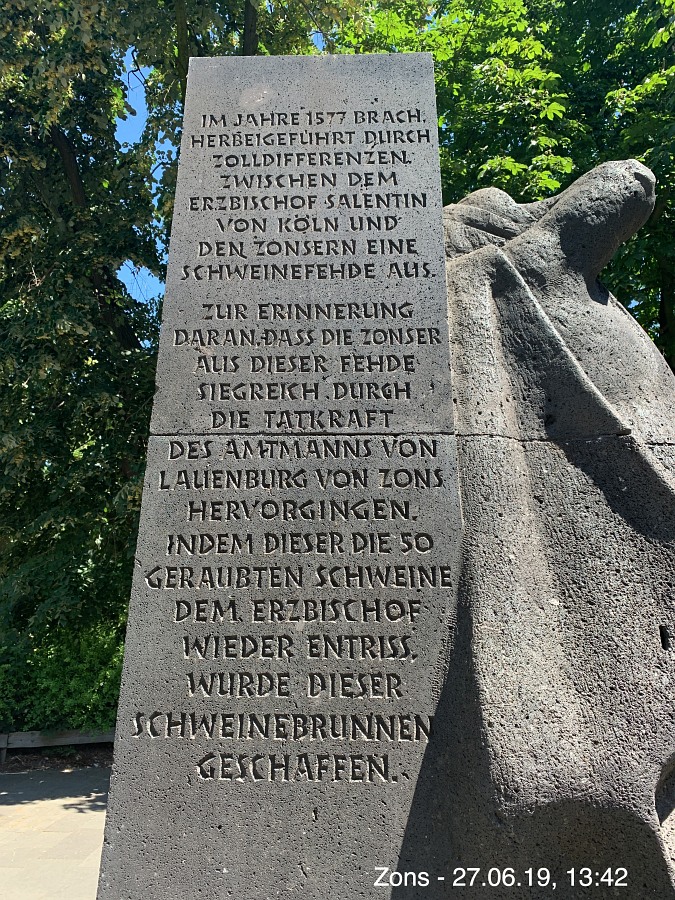 IM JAHRE 1577 BRACH,
HERBEIGEFÜHRT DURCH
ZOLLDIFFERENZEN,
ZWISCHEN DEM
ERZBISCHOF SALENTIN
VON KÖLN UND
DEN ZONSERN EINE
SCHWEINEFEHDE AUS.
ZUR ERINNERUNG
DARAN, DASS DIE ZONSER
AUS DIESER FEHDE
SIEGREICH DURCH
DIE TATKRAFT
DES AMTMANNS VON
LAUENBURG VON ZONS
HERVORGINGEN,
INDEM DIESER DIE 50
GERAUBTEN SCHWEINE
DEM ERZBISCHOF
WIEDER ENTRISS,
WURDE DIESER
SCHWEINEBRUNNEN
GESCHAFFEN.
Zons - 27.06.19, 13:42